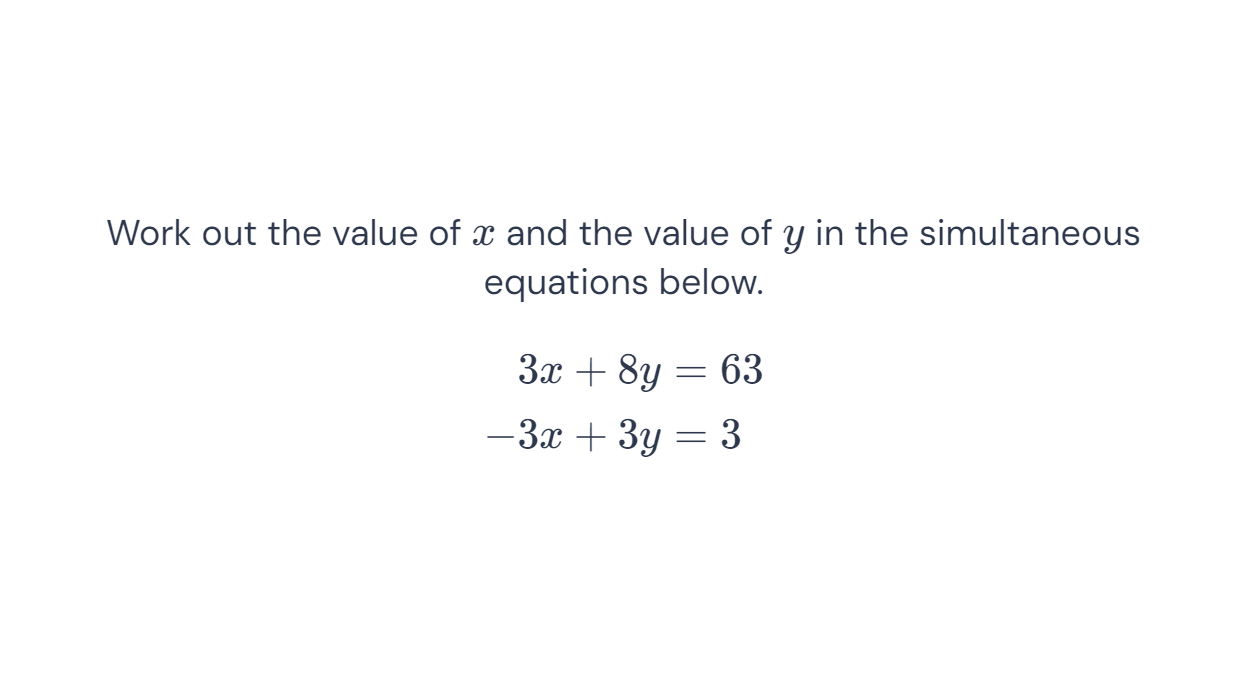 Work out the value of x and the value of y in the simultaneous
equations below.
3x + 8y = 63
−3x + 3y = 3